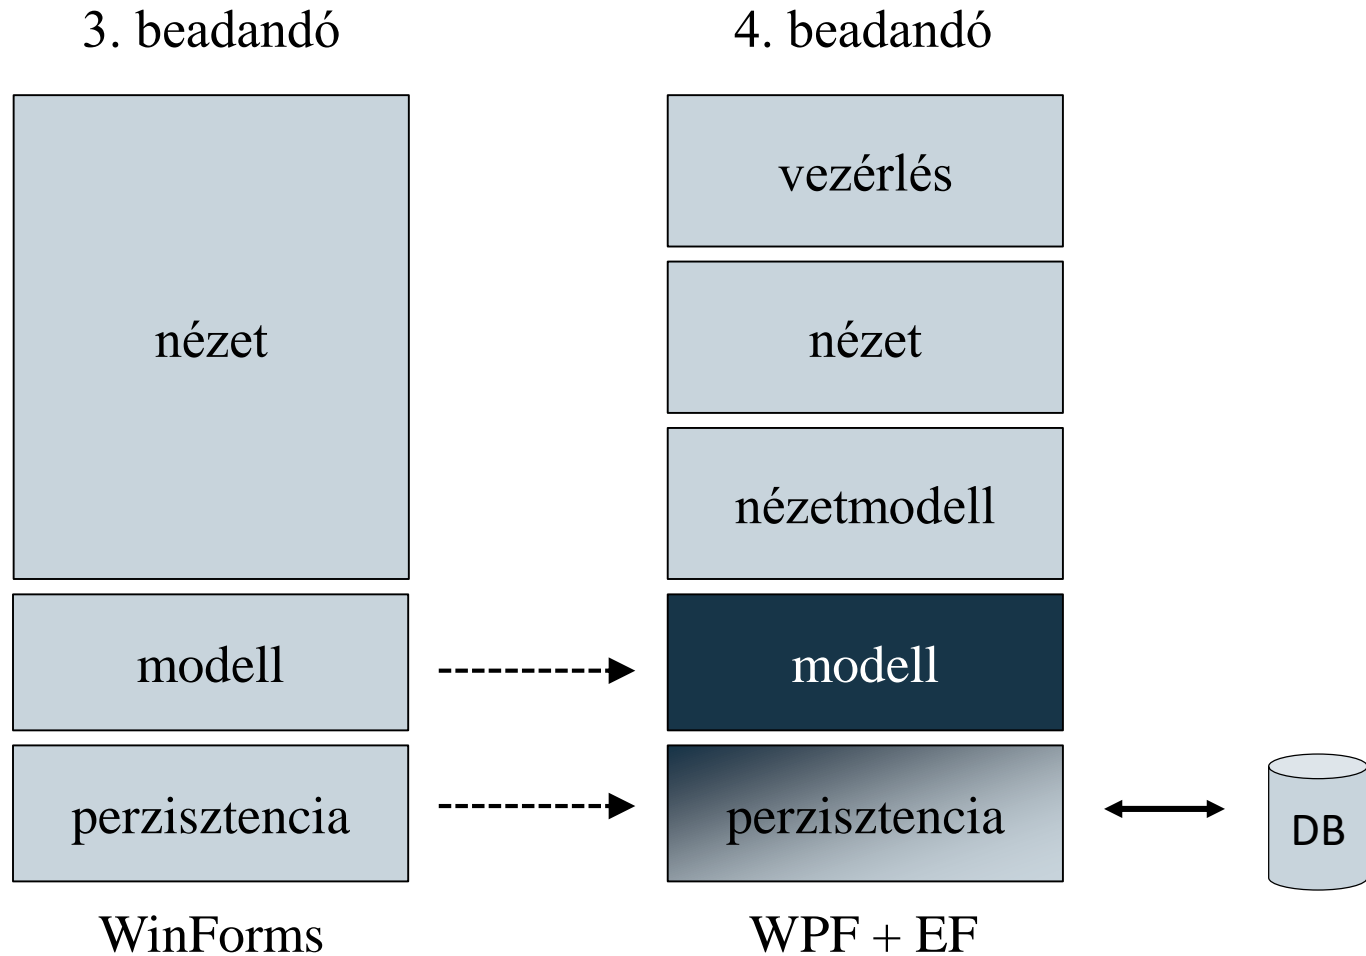 3. beadandó
nézet
modell
perzisztencia
WinForms
4. beadandó
vezérlés
nézet
nézetmodell
modell
perzisztencia
WPF + EF
DB